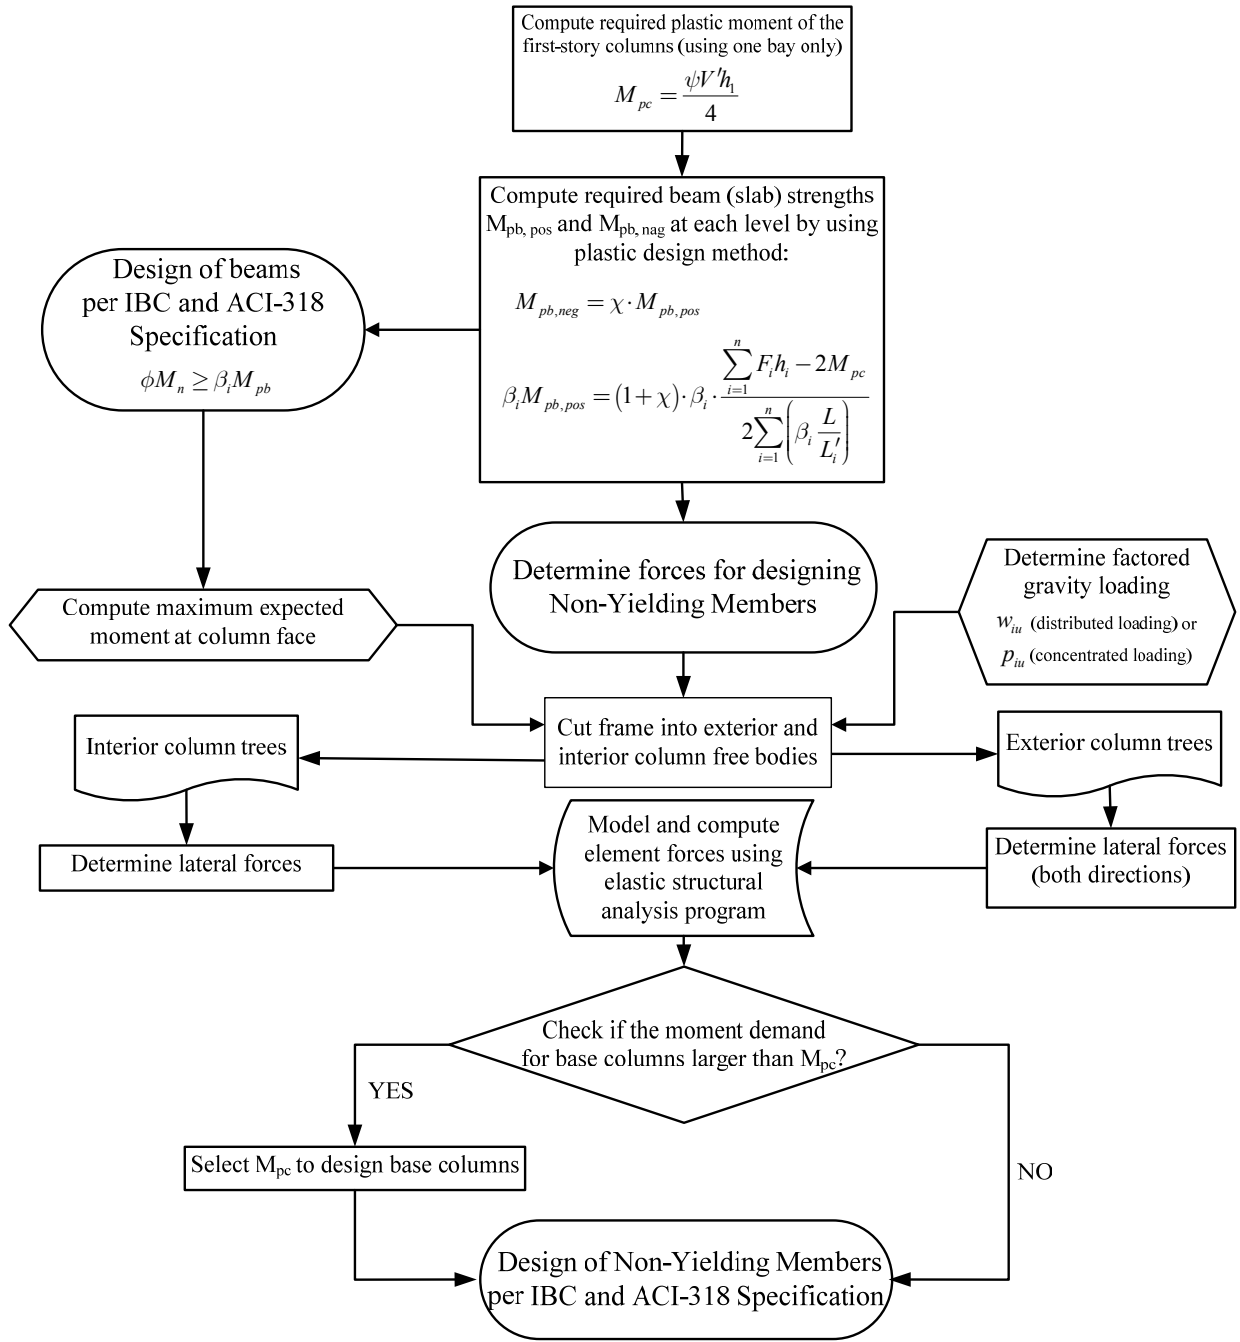 Compute required plastic moment of the
first-story columns (using one bay only)
M_pc = ψV′h_1 / 4
Compute required beam (slab) strengths
M_pb, pos and M_pb, nag at each level by using
plastic design method:
M_pb,neg = χ · M_pb,pos
β_i M_pb,pos = (1 + χ) · β_i · (∑_{i=1}^{n} F_i h_i − 2M_pc) / (2∑_{i=1}^{n} (β_i L / L′_i))
Design of beams
per IBC and ACI-318
Specification
ϕM_n ≥ β_i M_pb
Determine forces for designing
Non-Yielding Members
Determine factored
gravity loading
w_iu (distributed loading) or
p_iu (concentrated loading)
Compute maximum expected
moment at column face
Cut frame into exterior and
interior column free bodies
Interior column trees
Exterior column trees
Determine lateral forces
Model and compute
element forces using
elastic structural
analysis program
Determine lateral forces
(both directions)
Check if the moment demand
for base columns larger than M_pc?
YES
NO
Select M_pc to design base columns
Design of Non-Yielding Members
per IBC and ACI-318 Specification